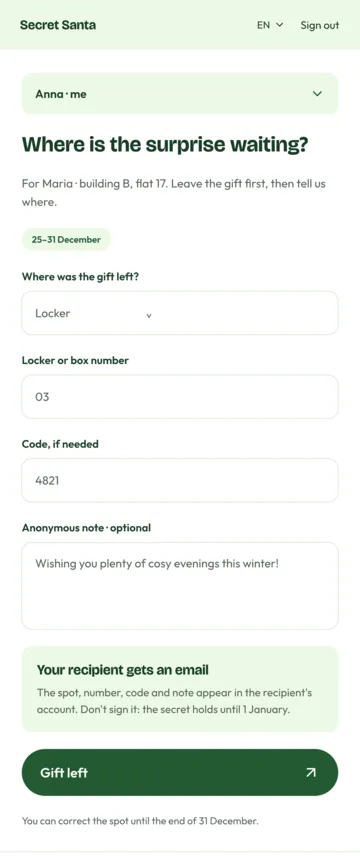 Secret Santa
EN
Sign out
Anna · me
Where is the surprise waiting?
For Maria · building B, flat 17. Leave the gift first, then tell us
where.
25–31 December
Where was the gift left?
Locker
Locker or box number
03
Code, if needed
4821
Anonymous note · optional
Wishing you plenty of cosy evenings this winter!
Your recipient gets an email
The spot, number, code and note appear in the recipient's
account. Don't sign it: the secret holds until 1 January.
Gift left
You can correct the spot until the end of 31 December.